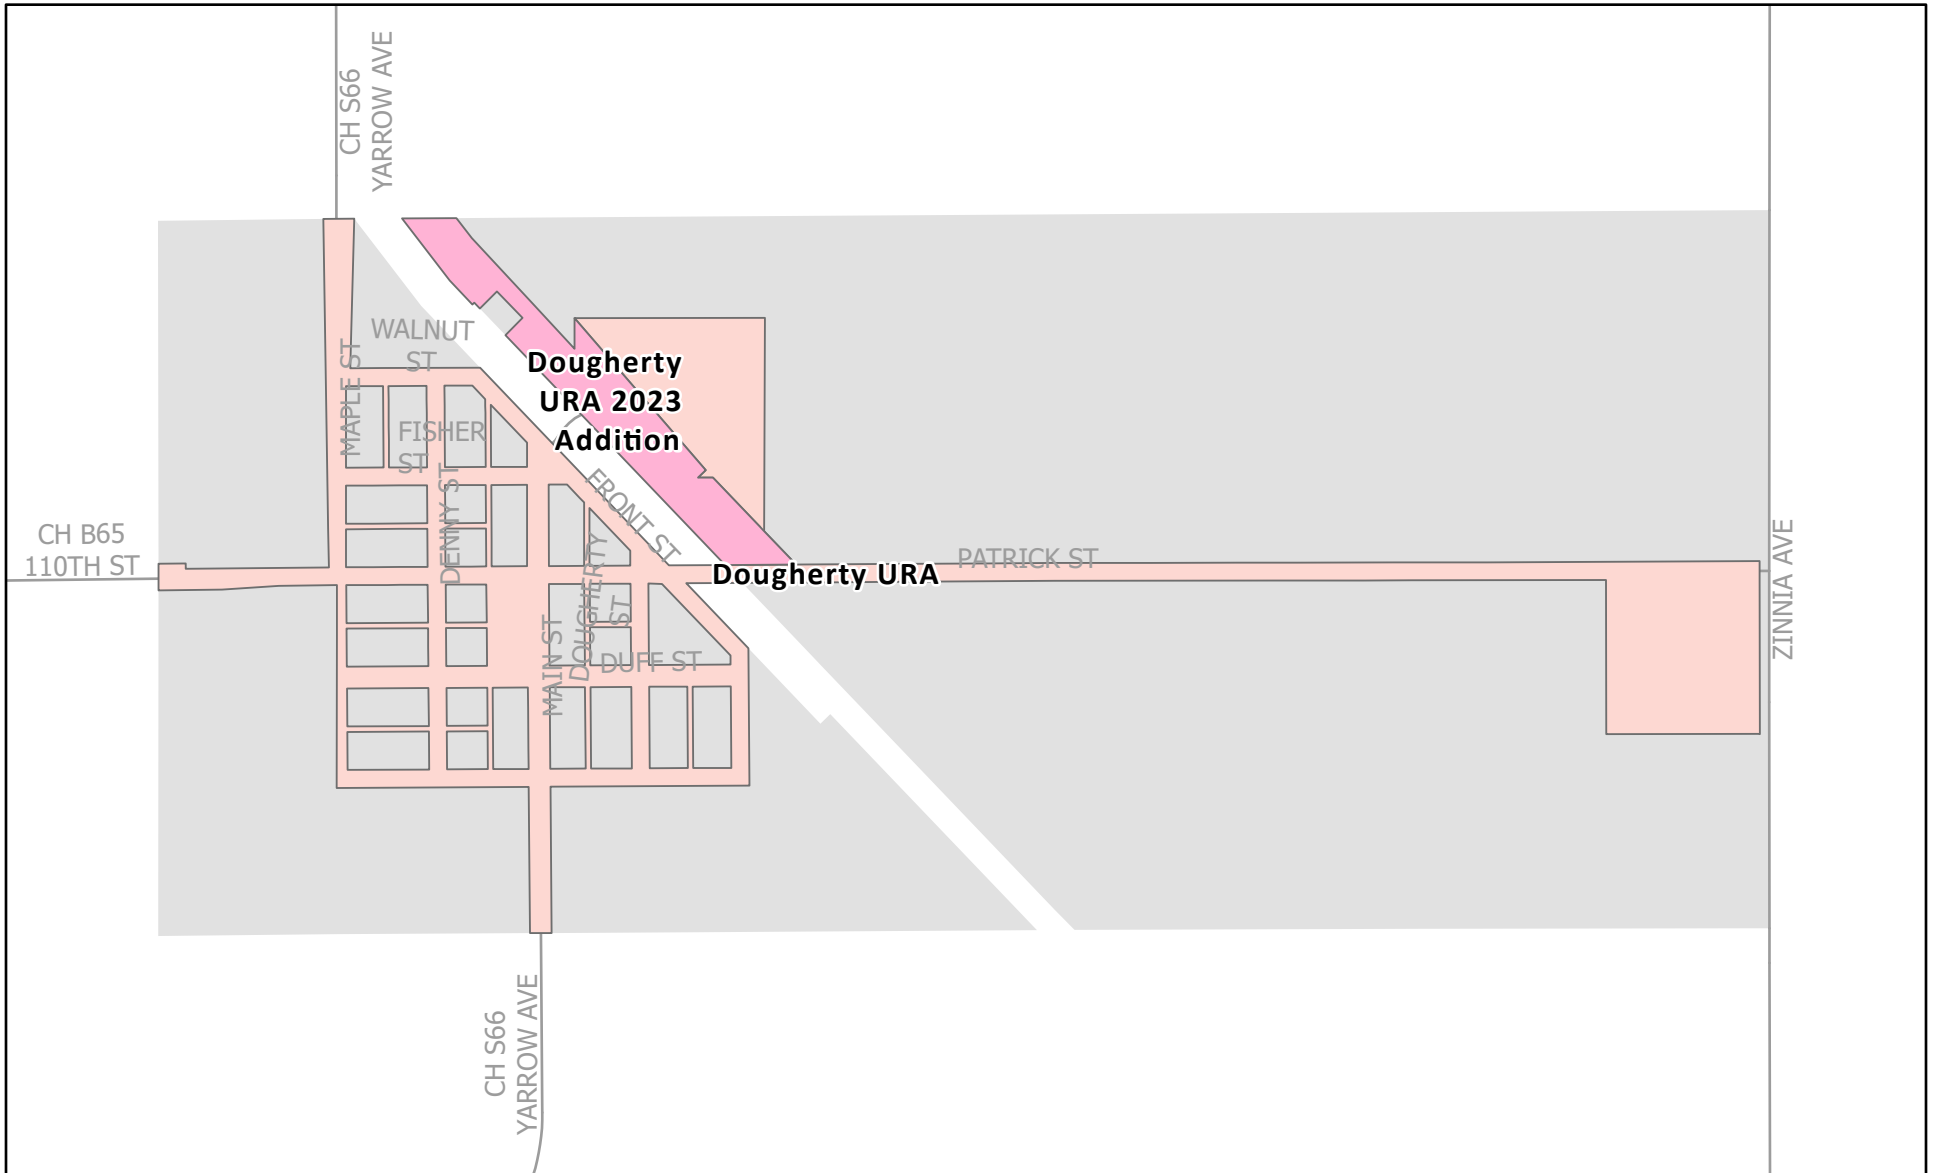 CH S66
YARROW AVE
WALNUT
ST
MAPLE ST
FISHER
ST
DENNY ST
Dougherty
URA 2023
Addition
FRONT ST
CH B65
110TH ST
PATRICK ST
Dougherty URA
ZINNIA AVE
DOUGHERTY
ST
MAIN ST
DUFF ST
CH S66
YARROW AVE